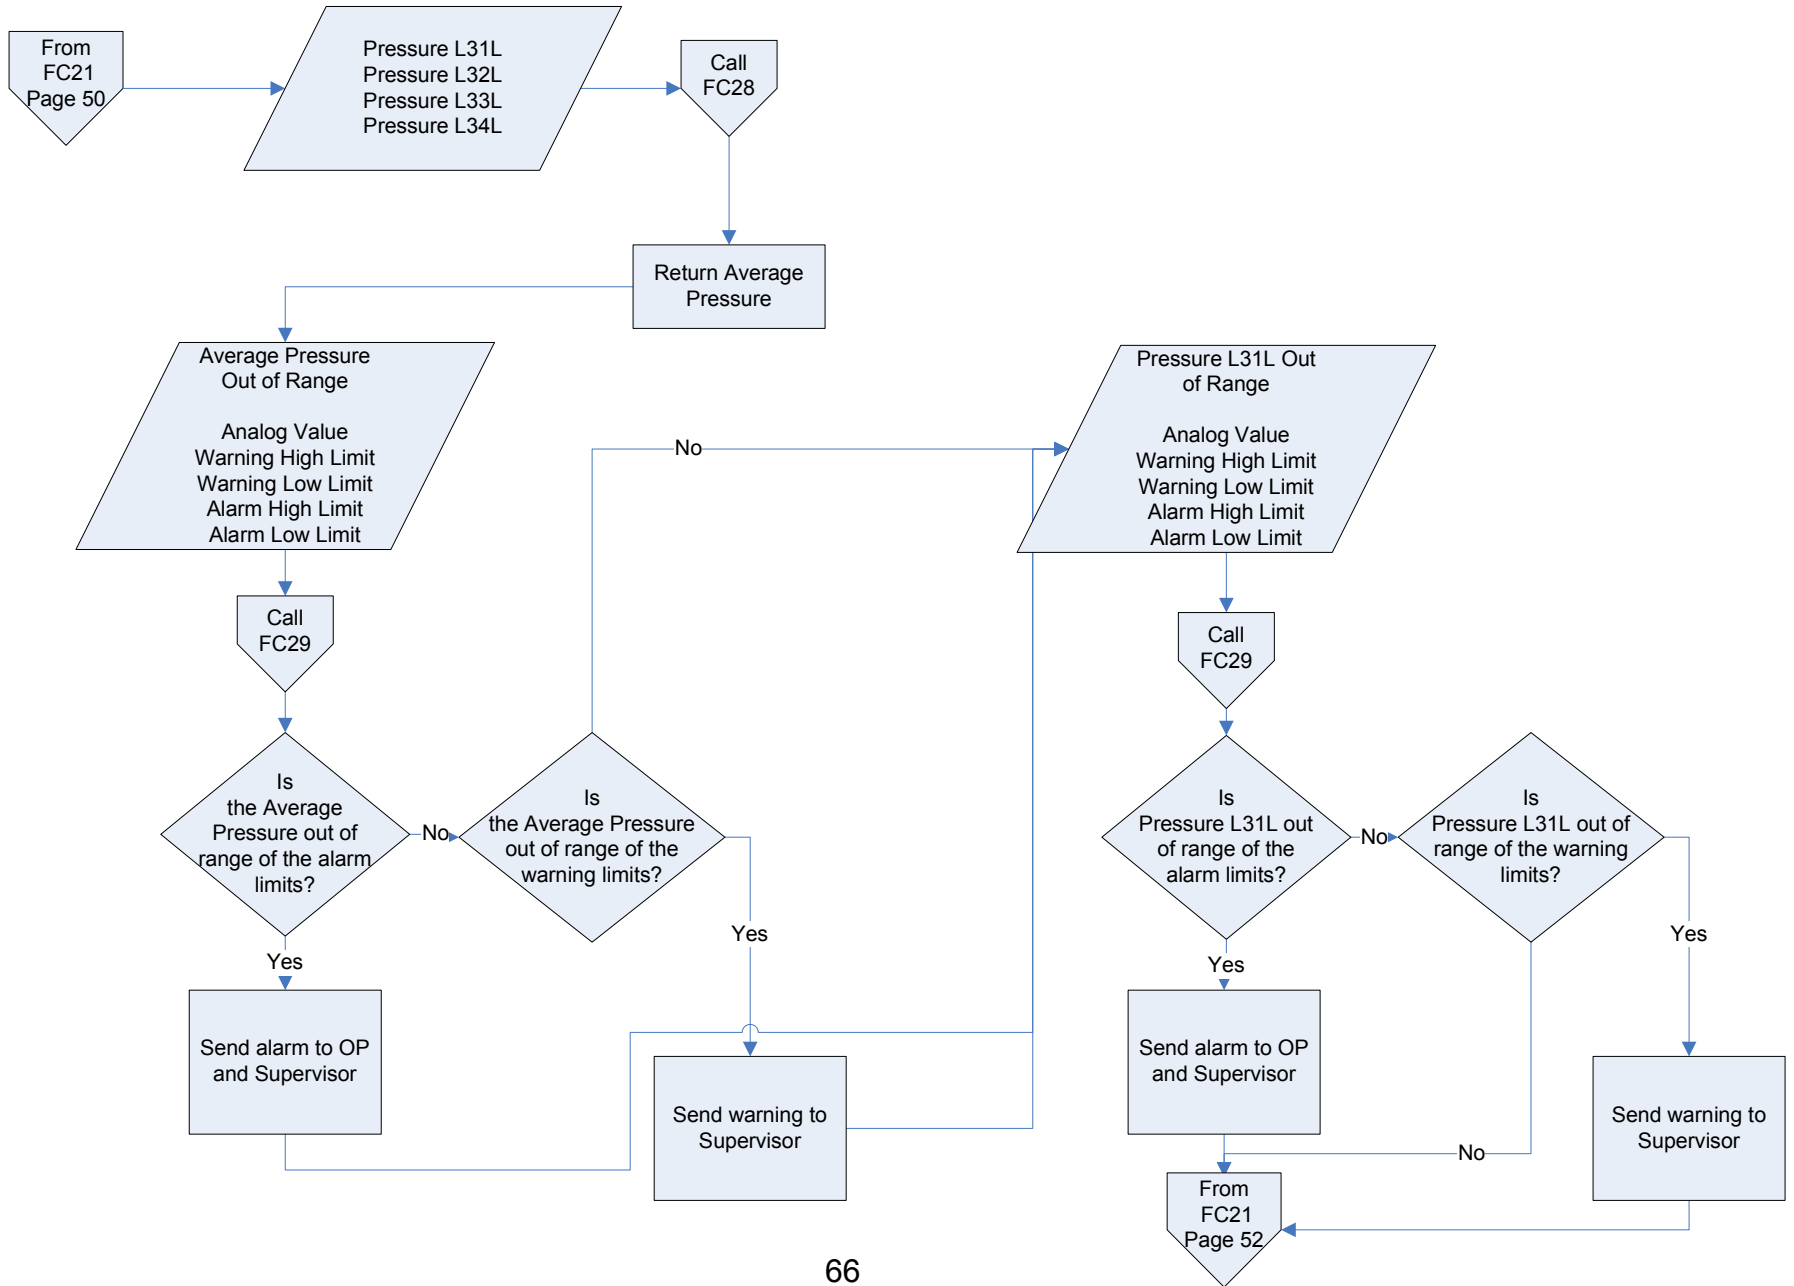 From
FC21
Page 50
Pressure L31L
Pressure L32L
Pressure L33L
Pressure L34L
Call
FC28
Return Average
Pressure
Average Pressure
Out of Range
Analog Value
Warning High Limit
Warning Low Limit
Alarm High Limit
Alarm Low Limit
Call
FC29
Is
the Average
Pressure out of
range of the alarm
limits?
No
Is
the Average Pressure
out of range of the
warning limits?
No
Yes
Send alarm to OP
and Supervisor
Yes
Send warning to
Supervisor
Pressure L31L Out
of Range
Analog Value
Warning High Limit
Warning Low Limit
Alarm High Limit
Alarm Low Limit
Call
FC29
Is
Pressure L31L out
of range of the
alarm limits?
No
Is
Pressure L31L out of
range of the warning
limits?
Yes
Send alarm to OP
and Supervisor
Yes
Send warning to
Supervisor
No
From
FC21
Page 52
66